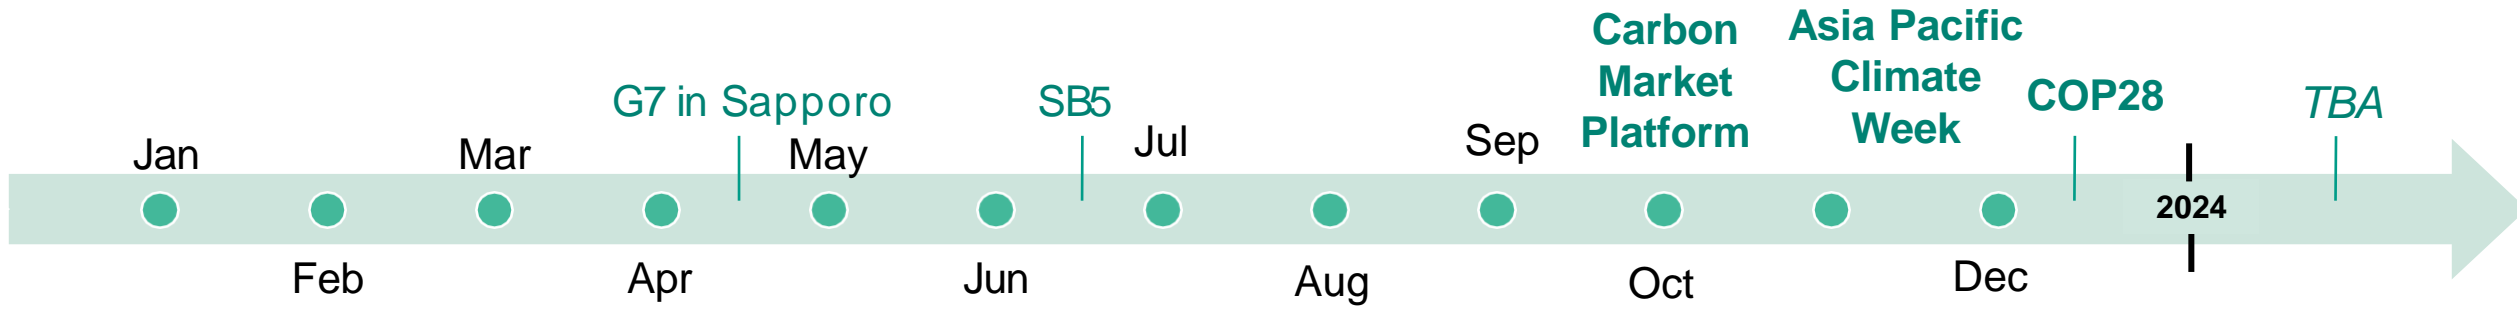 Carbon
Market
Platform
Asia Pacific
Climate
Week
G7 in Sapporo
SB5
COP28
TBA
Jan
Mar
May
Jul
Sep
2024
Feb
Apr
Jun
Aug
Oct
Dec